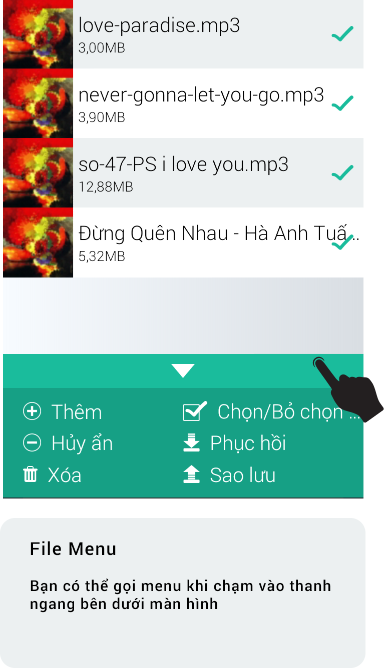 love-paradise.mp3
3,00MB
never-gonna-let-you-go.mp3
3,90MB
so-47-PS i love you.mp3
12,88MB
Đừng Quên Nhau - Hà Anh Tuấ...
5,32MB
Thêm
Chọn/Bỏ chọn ...
Hủy ẩn
Phục hồi
Xóa
Sao lưu
File Menu
Bạn có thể gọi menu khi chạm vào thanh
ngang bên dưới màn hình